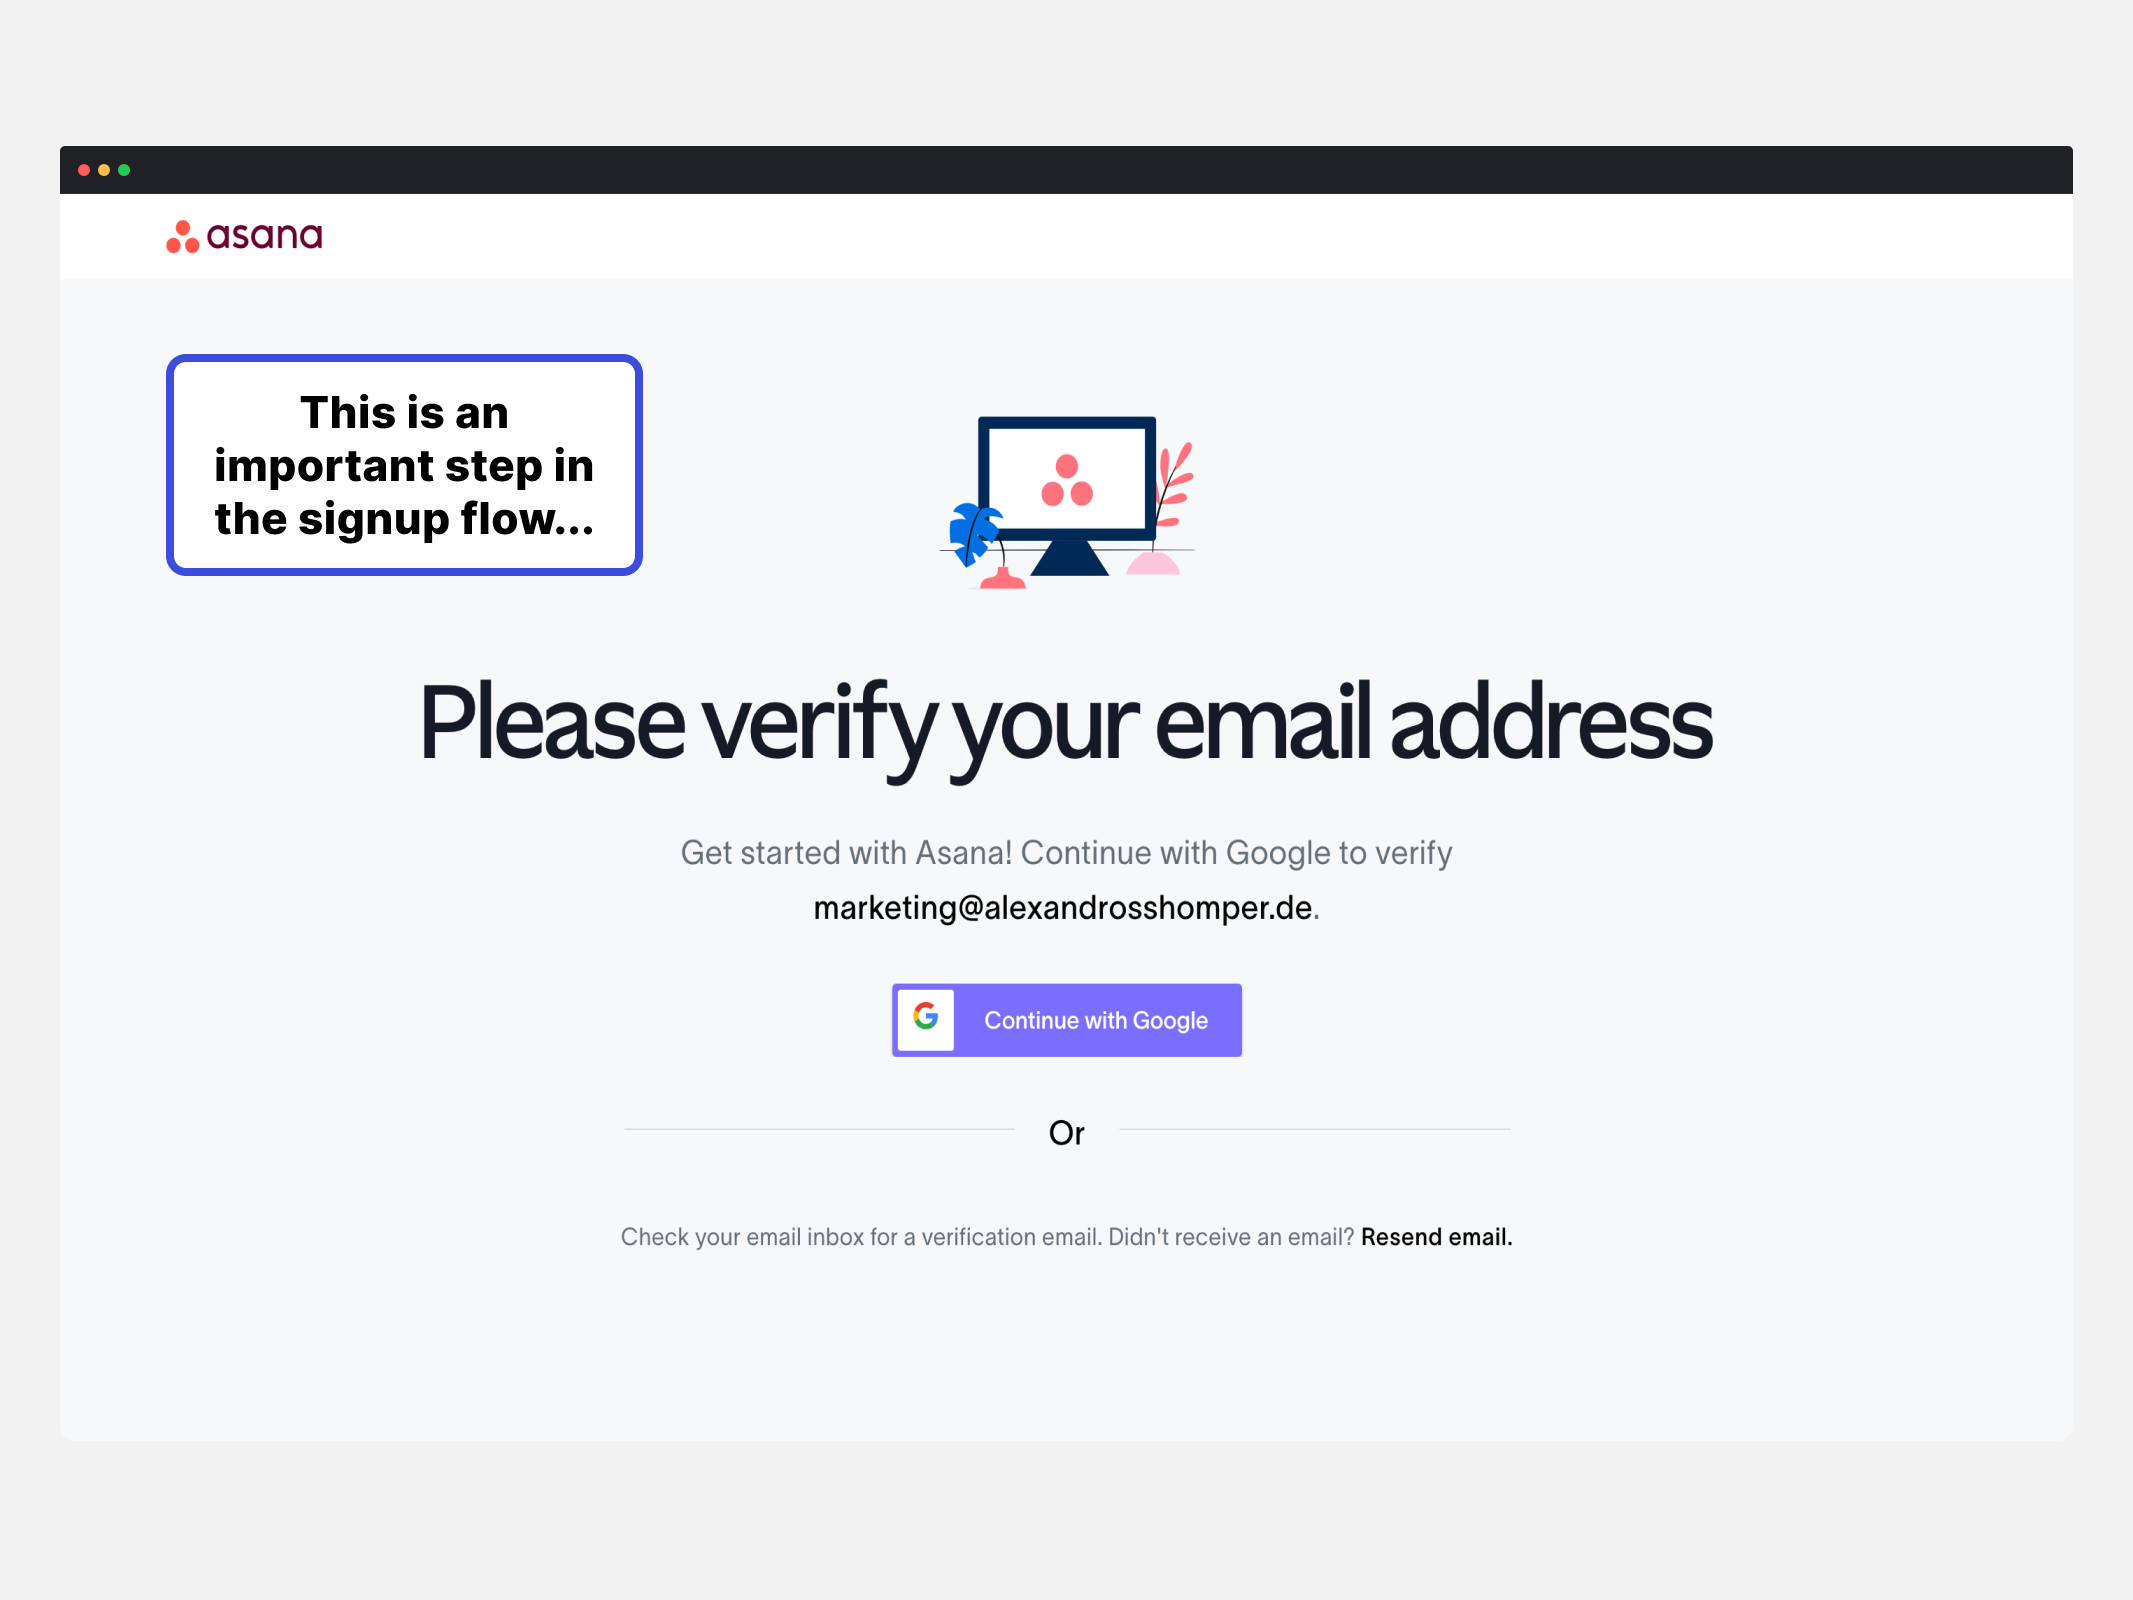 asana
This is an
important step in
the signup flow...
Please verify your email address
Get started with Asana! Continue with Google to verify
marketing@alexandrosshomper.de.
Continue with Google
Or
Check your email inbox for a verification email. Didn't receive an email? Resend email.